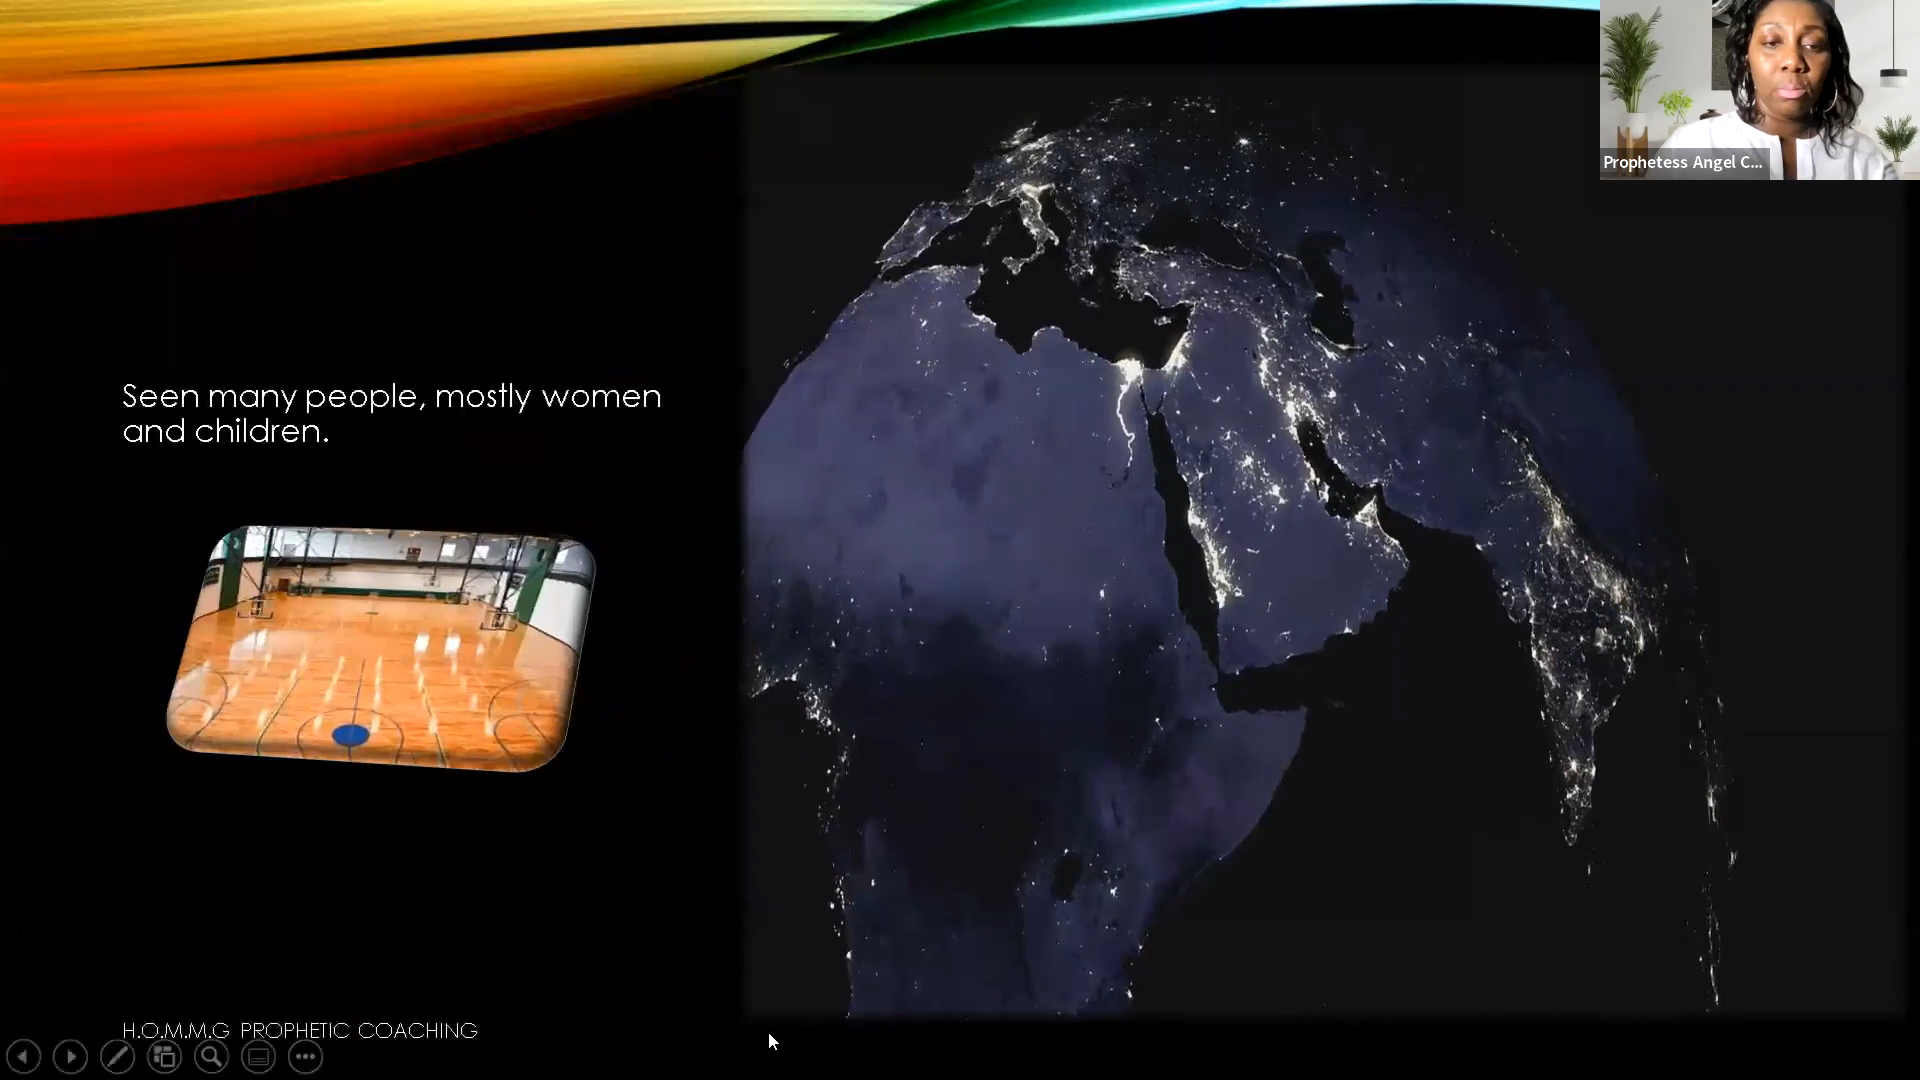 Prophetess Angel C...
Seen many people, mostly women
and children.
H.O.M.M.G PROPHETIC COACHING